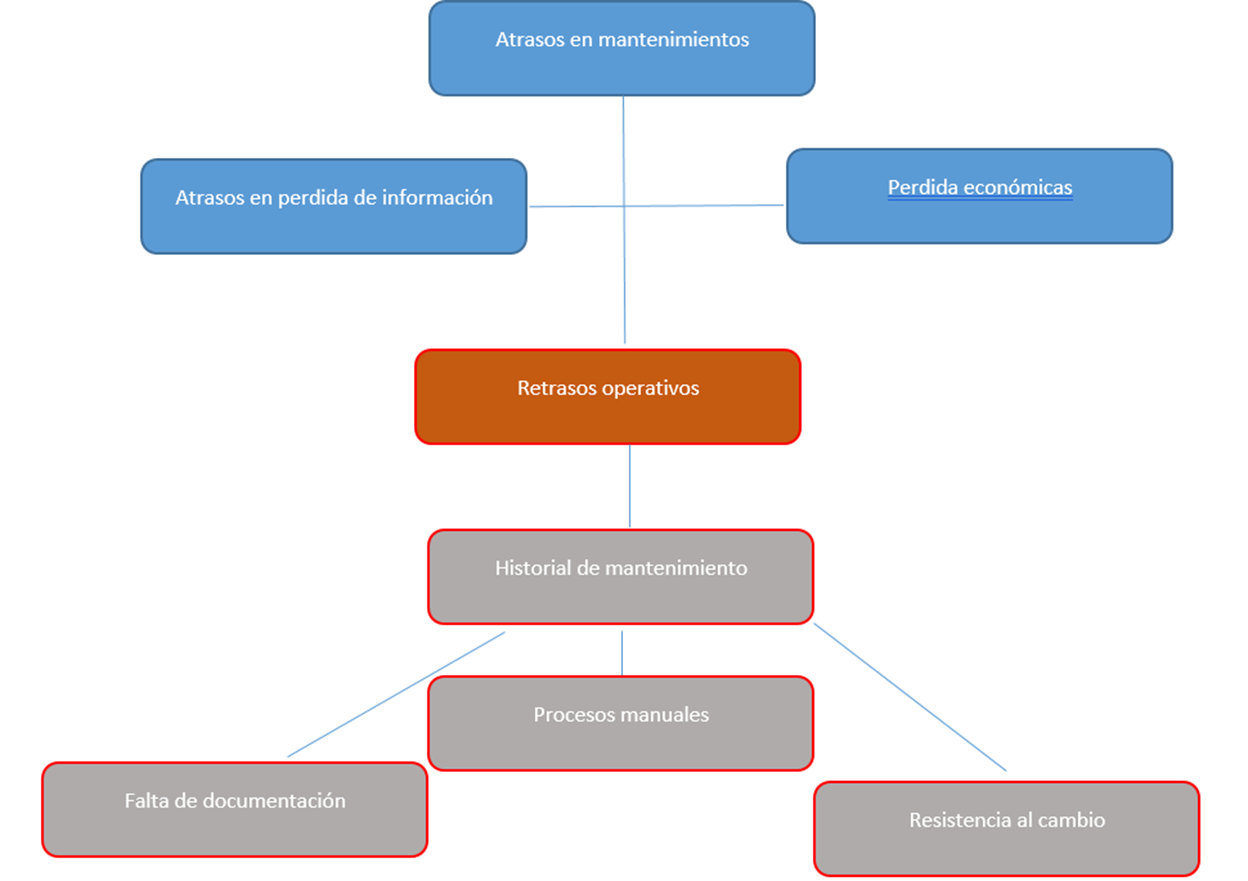 Atrasos en mantenimientos
Atrasos en perdida de información
Perdida económicas
Retrasos operativos
Historial de mantenimiento
Procesos manuales
Falta de documentación
Resistencia al cambio